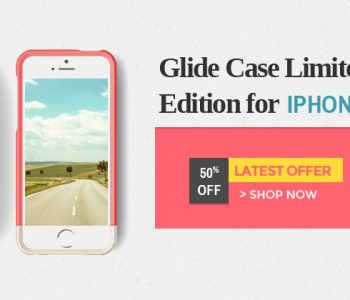 Glide Case Limite
Edition for IPHON
50%
OFF
LATEST OFFER
> SHOP NOW